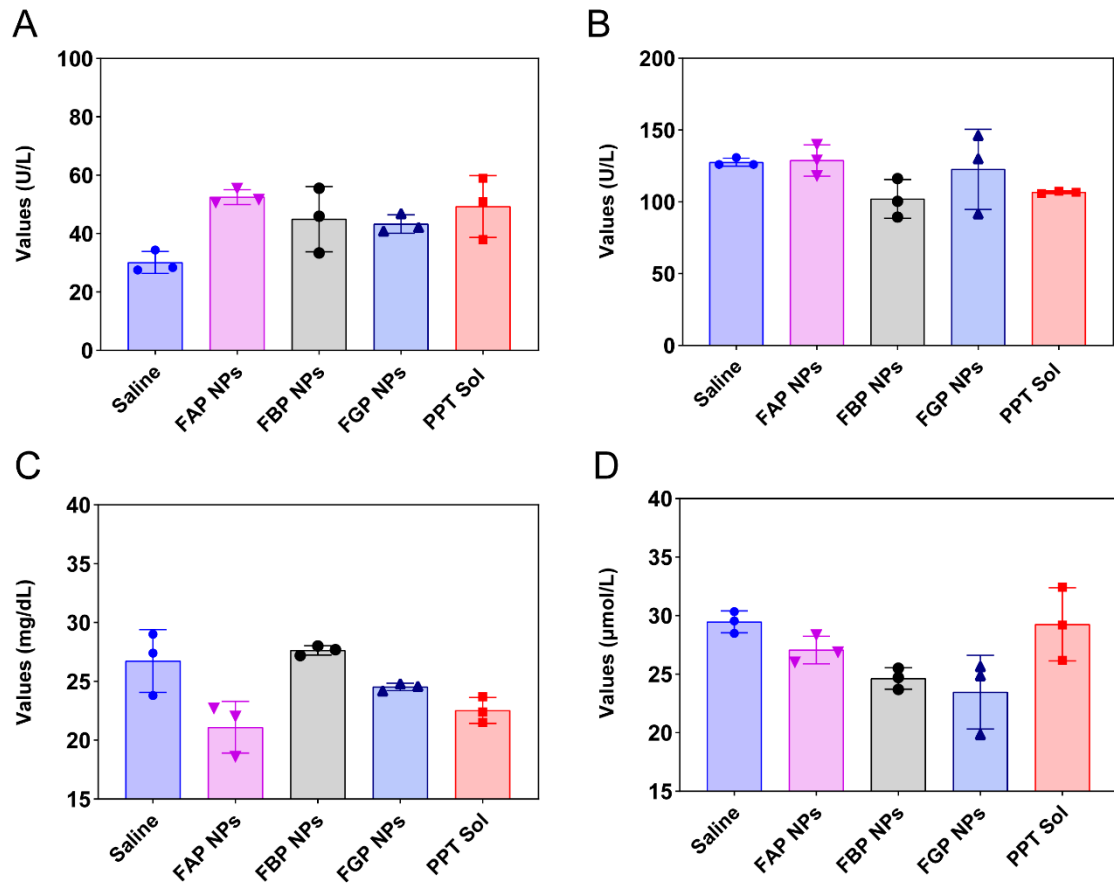 A
Values (U/L)
100
80
60
40
20
0
Saline
FAP NPs
FBP NPs
FGP NPs
PPT Sol
B
Values (U/L)
200
150
100
50
0
Saline
FAP NPs
FBP NPs
FGP NPs
PPT Sol
C
Values (mg/dL)
40
35
30
25
20
15
Saline
FAP NPs
FBP NPs
FGP NPs
PPT Sol
D
Values (μmol/L)
40
35
30
25
20
15
Saline
FAP NPs
FBP NPs
FGP NPs
PPT Sol